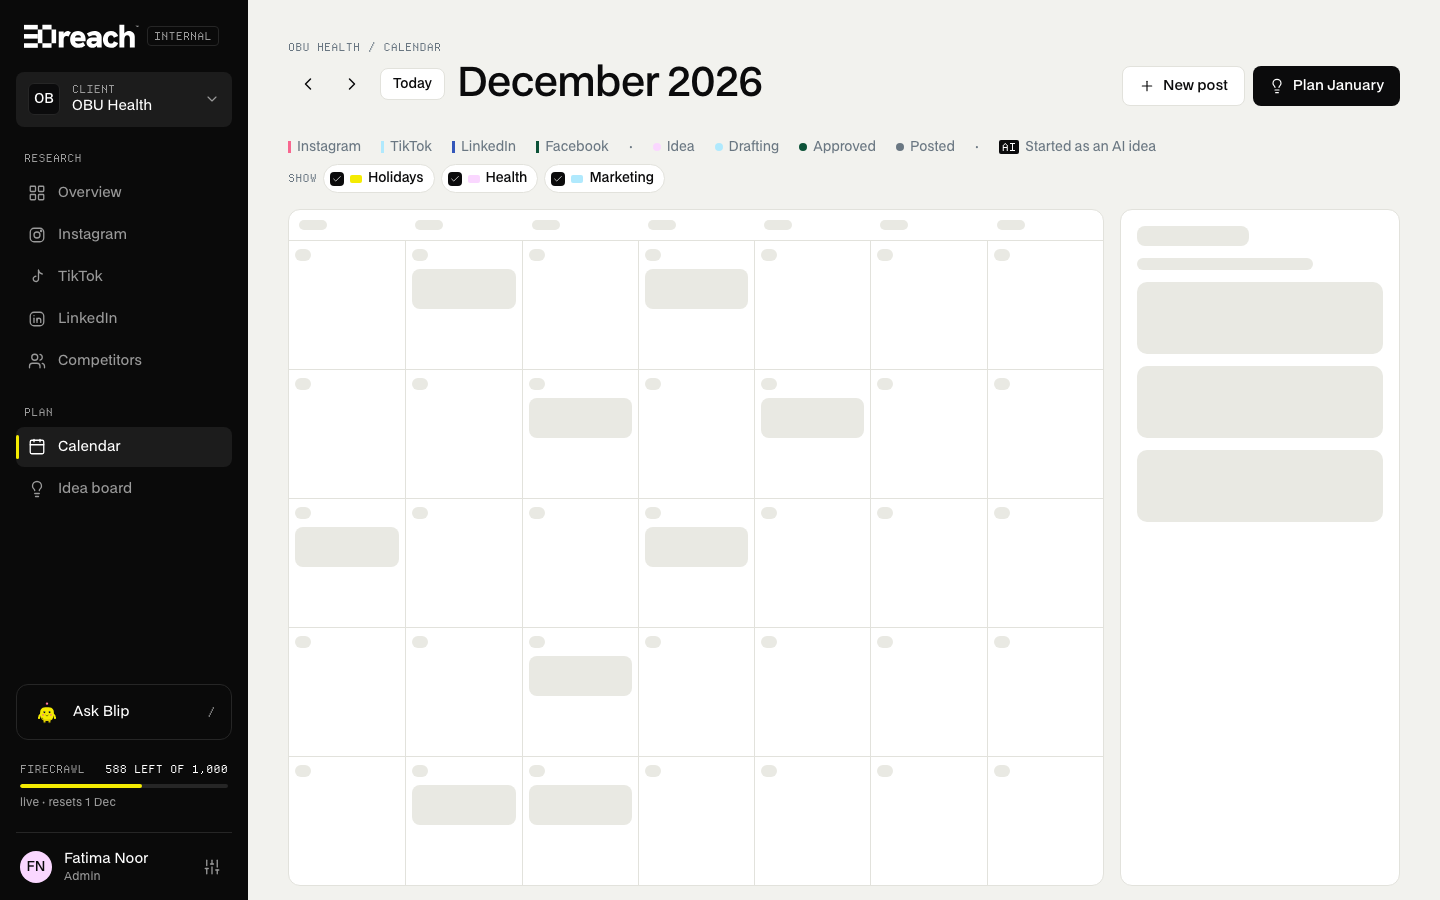 reach
INTERNAL
OB
CLIENT
OBU Health
RESEARCH
Overview
Instagram
TikTok
LinkedIn
Competitors
PLAN
Calendar
Idea board
Ask Blip /
FIRECRAWL 588 LEFT OF 1,000
live · resets 1 Dec
FN
Fatima Noor
Admin
OBU HEALTH / CALENDAR
Today
December 2026
New post
Plan January
Instagram TikTok LinkedIn Facebook · Idea Drafting Approved Posted · AI Started as an AI idea
SHOW Holidays Health Marketing